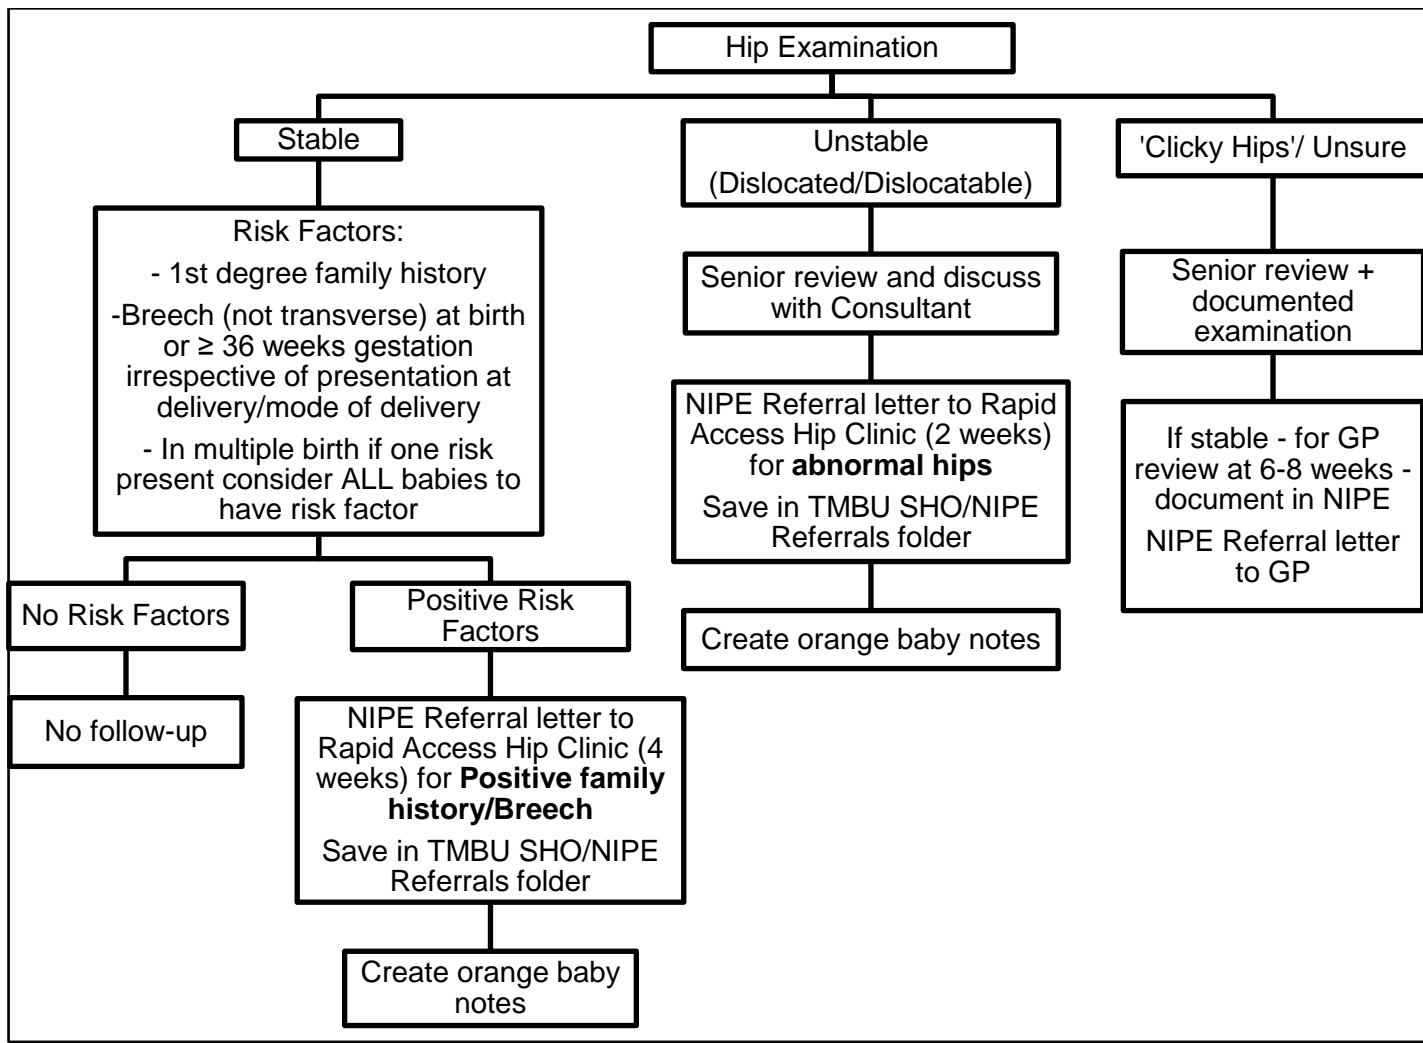 Hip Examination
Stable
Risk Factors:
- 1st degree family history
-Breech (not transverse) at birth
or ≥ 36 weeks gestation
irrespective of presentation at
delivery/mode of delivery
- In multiple birth if one risk
present consider ALL babies to
have risk factor
No Risk Factors
No follow-up
Positive Risk
Factors
NIPE Referral letter to
Rapid Access Hip Clinic (4
weeks) for Positive family
history/Breech
Save in TMBU SHO/NIPE
Referrals folder
Create orange baby
notes
Unstable
(Dislocated/Dislocatable)
Senior review and discuss
with Consultant
NIPE Referral letter to Rapid
Access Hip Clinic (2 weeks)
for abnormal hips
Save in TMBU SHO/NIPE
Referrals folder
Create orange baby notes
'Clicky Hips'/ Unsure
Senior review +
documented
examination
If stable - for GP
review at 6-8 weeks -
document in NIPE
NIPE Referral letter
to GP